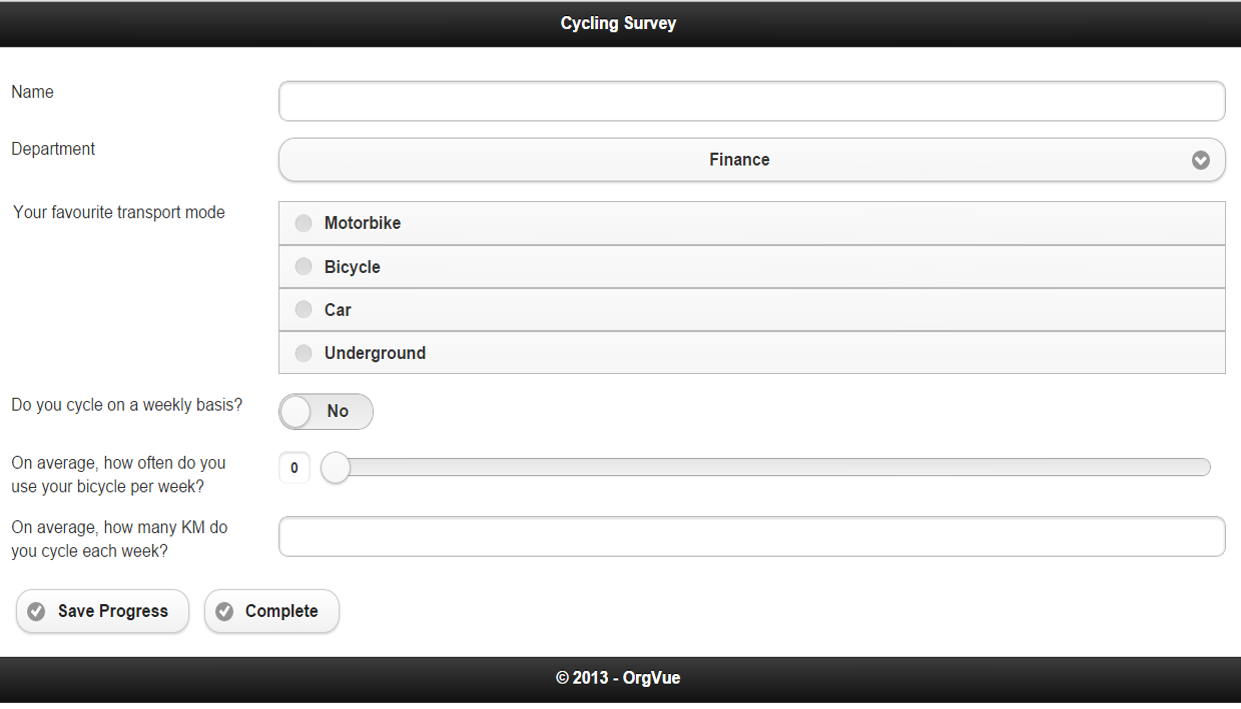 Cycling Survey
Name
Department
Finance
Your favourite transport mode
Motorbike
Bicycle
Car
Underground
Do you cycle on a weekly basis?
No
On average, how often do you
use your bicycle per week?
0
On average, how many KM do
you cycle each week?
Save Progress
Complete
© 2013 - OrgVue